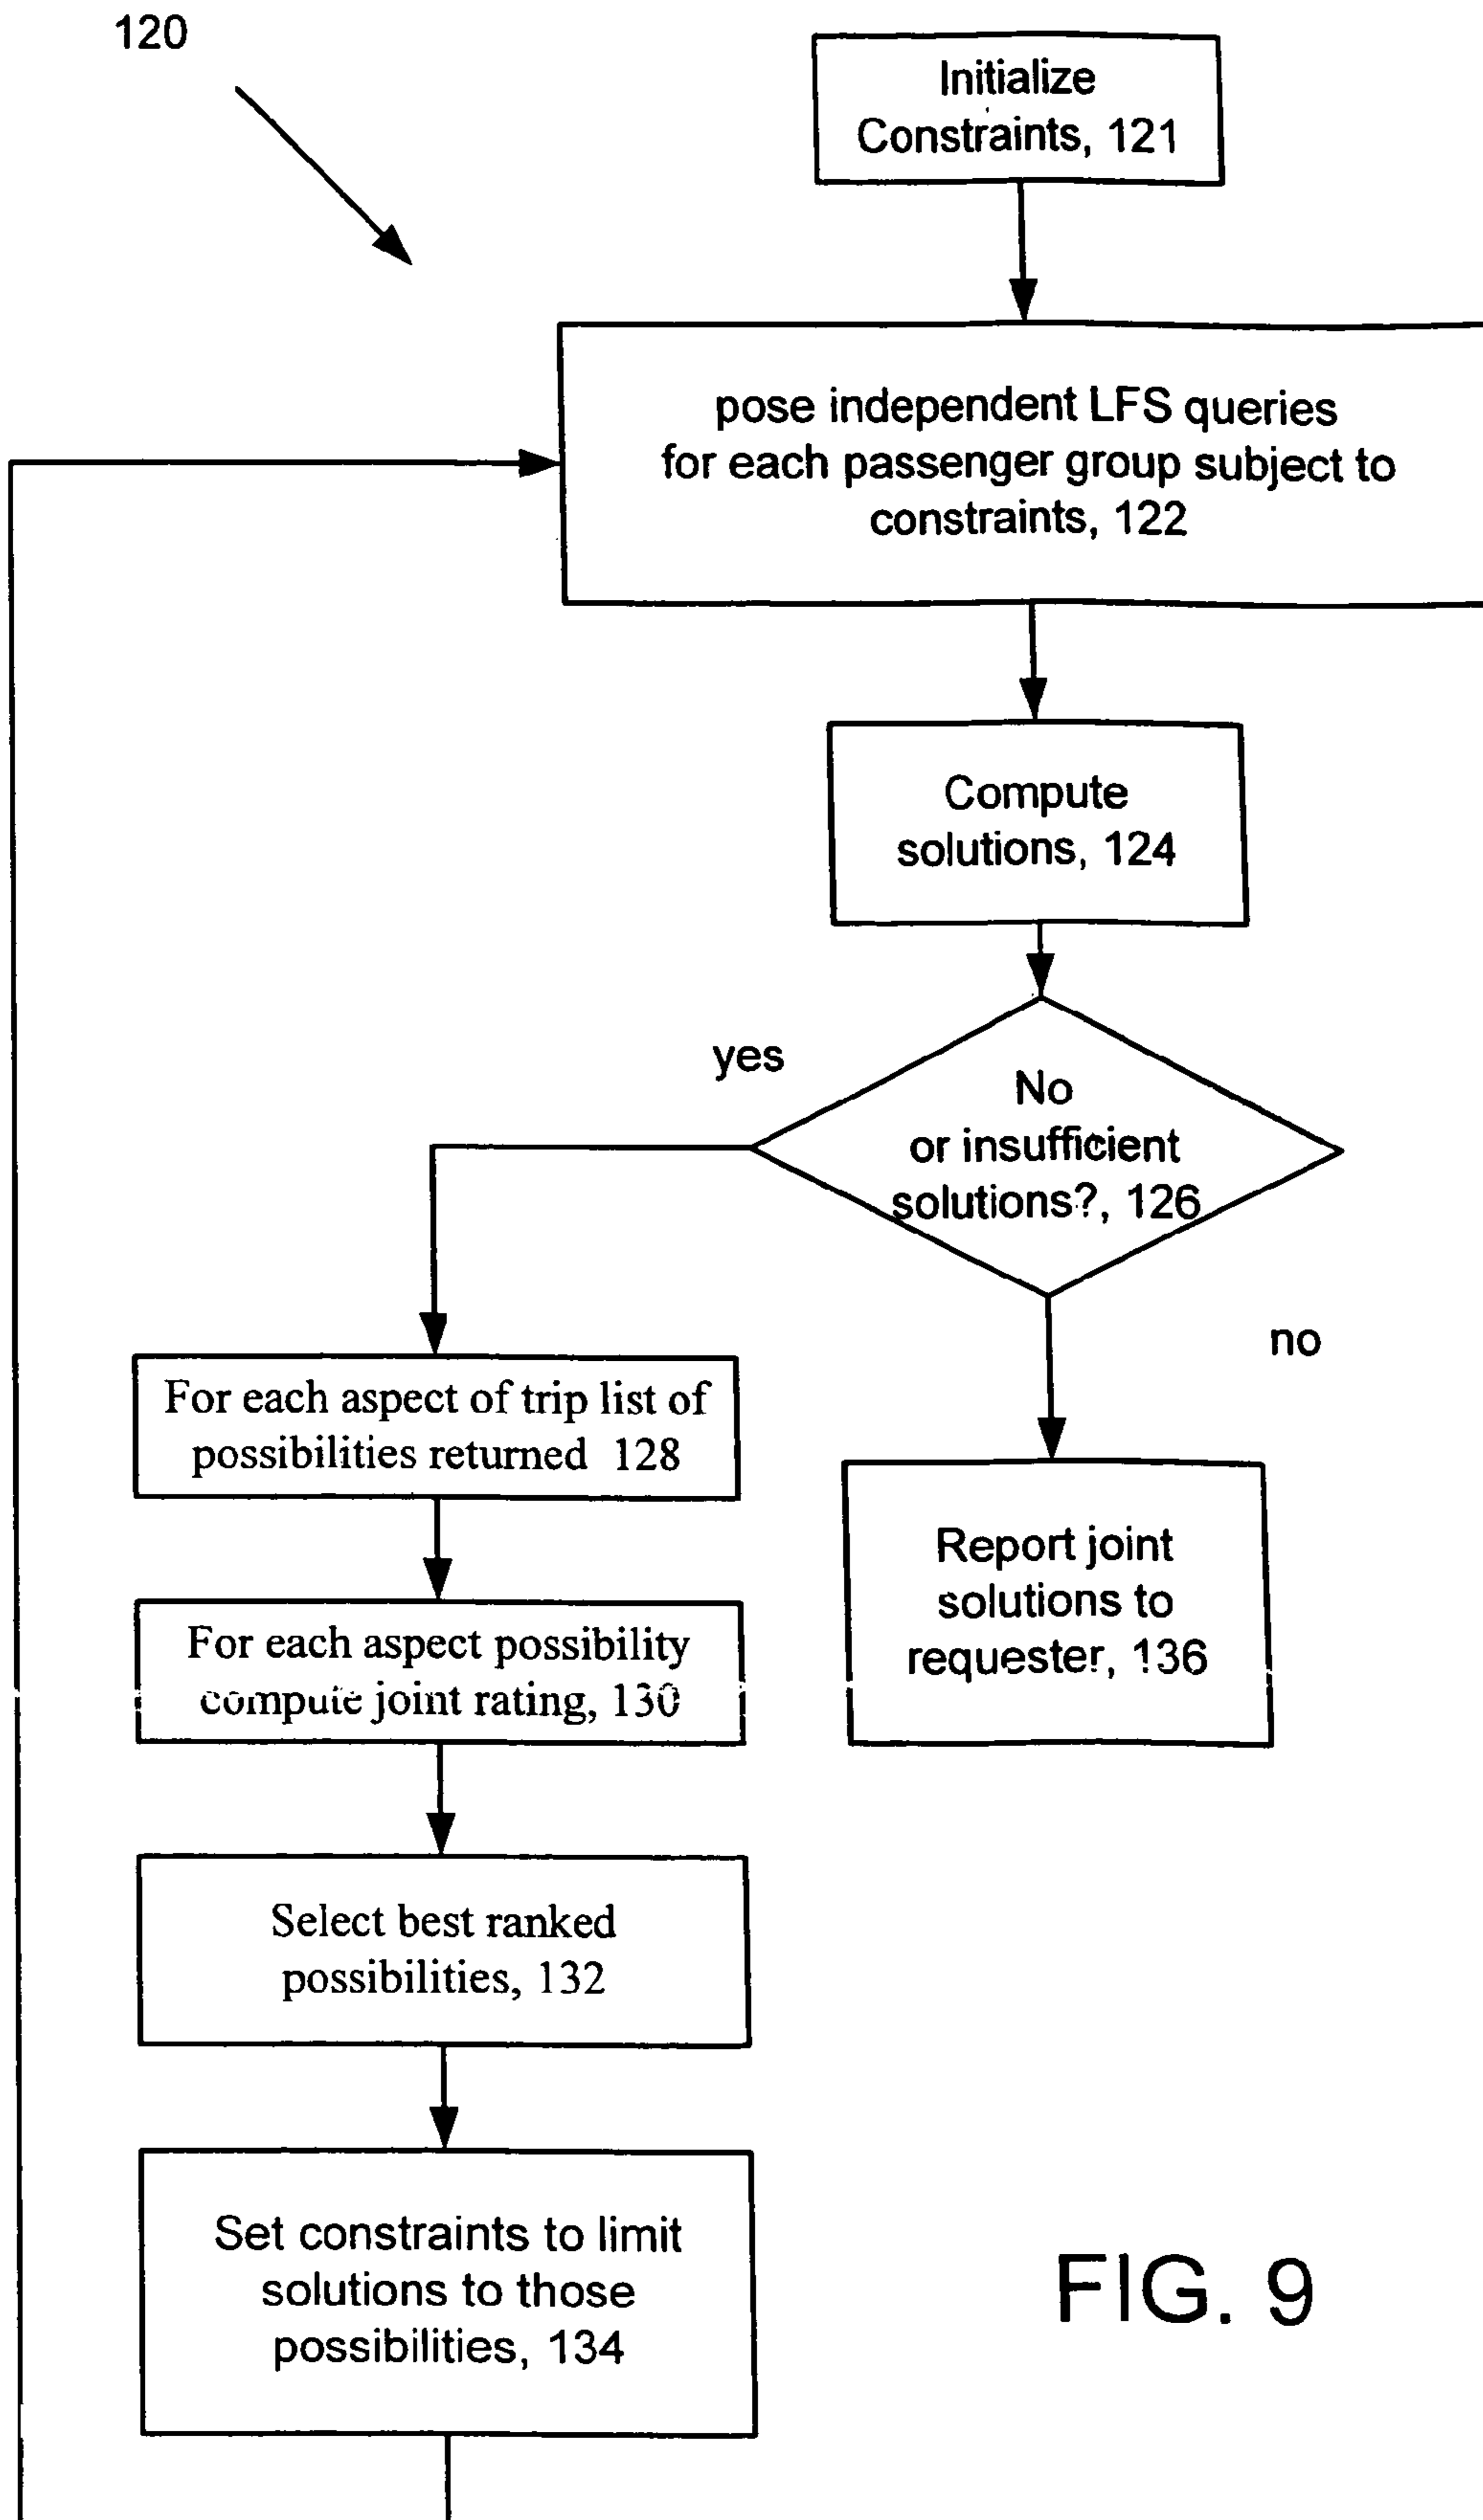 120
Initialize
Constraints, 121
pose independent LFS queries
for each passenger group subject to
constraints, 122
Compute
solutions, 124
yes
No
or insufficient
solutions?, 126
no
For each aspect of trip list of
possibilities returned 128
For each aspect possibility
compute joint rating, 130
Report joint
solutions to
requester, 136
Select best ranked
possibilities, 132
Set constraints to limit
solutions to those
possibilities, 134
FIG. 9